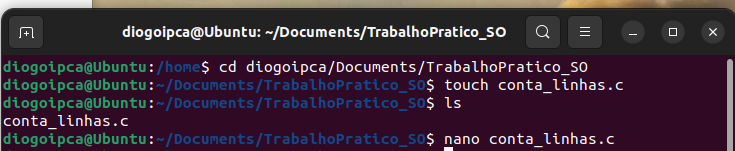 diogoipca@Ubuntu: ~/Documents/TrabalhoPratico_SO
diogoipca@Ubuntu:/home$ cd diogoipca/Documents/TrabalhoPratico_SO
diogoipca@Ubuntu:~/Documents/TrabalhoPratico_SO$ touch conta_linhas.c
diogoipca@Ubuntu:~/Documents/TrabalhoPratico_SO$ ls
conta_linhas.c
diogoipca@Ubuntu:~/Documents/TrabalhoPratico_SO$ nano conta_linhas.c